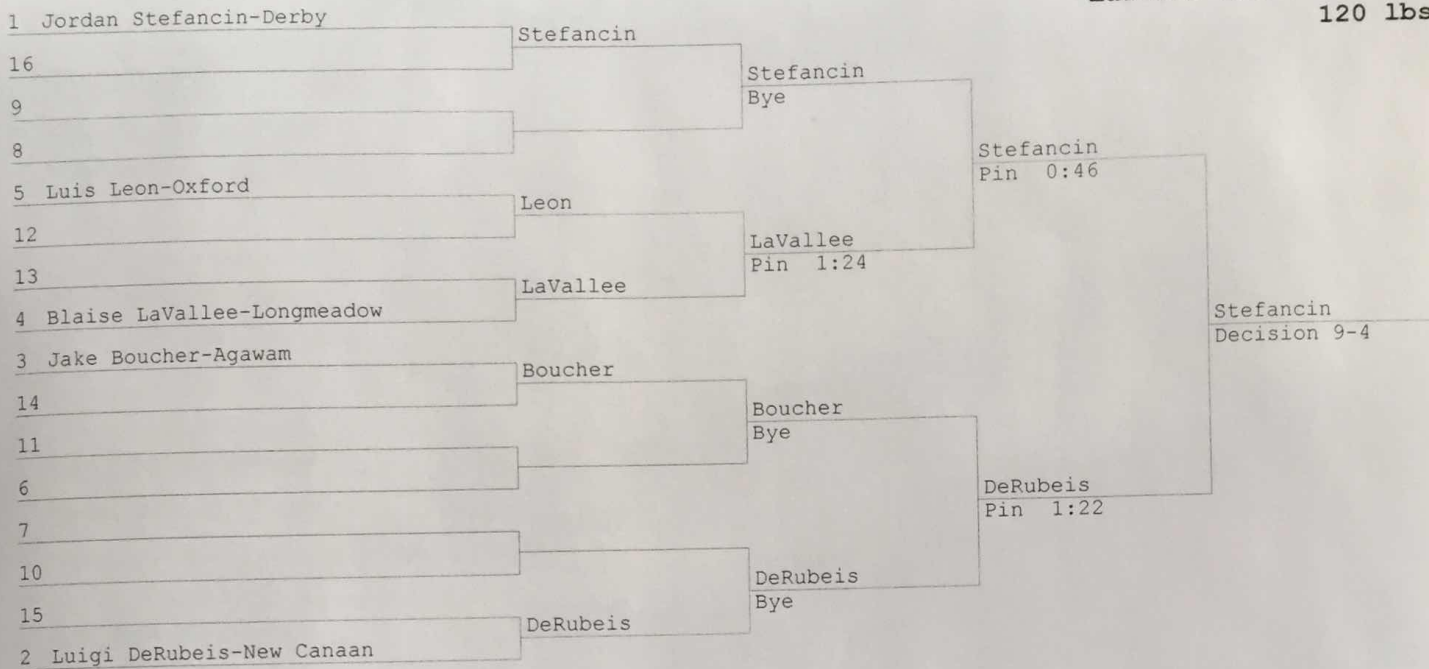 120 lbs
1 Jordan Stefancin-Derby
Stefancin
16
Stefancin
Bye
9
8
Stefancin
Pin 0:46
5 Luis Leon-Oxford
Leon
12
LaVallee
Pin 1:24
13
LaVallee
4 Blaise LaVallee-Longmeadow
Stefancin
Decision 9-4
3 Jake Boucher-Agawam
Boucher
14
Boucher
Bye
11
6
DeRubeis
Pin 1:22
7
10
DeRubeis
Bye
15
DeRubeis
2 Luigi DeRubeis-New Canaan